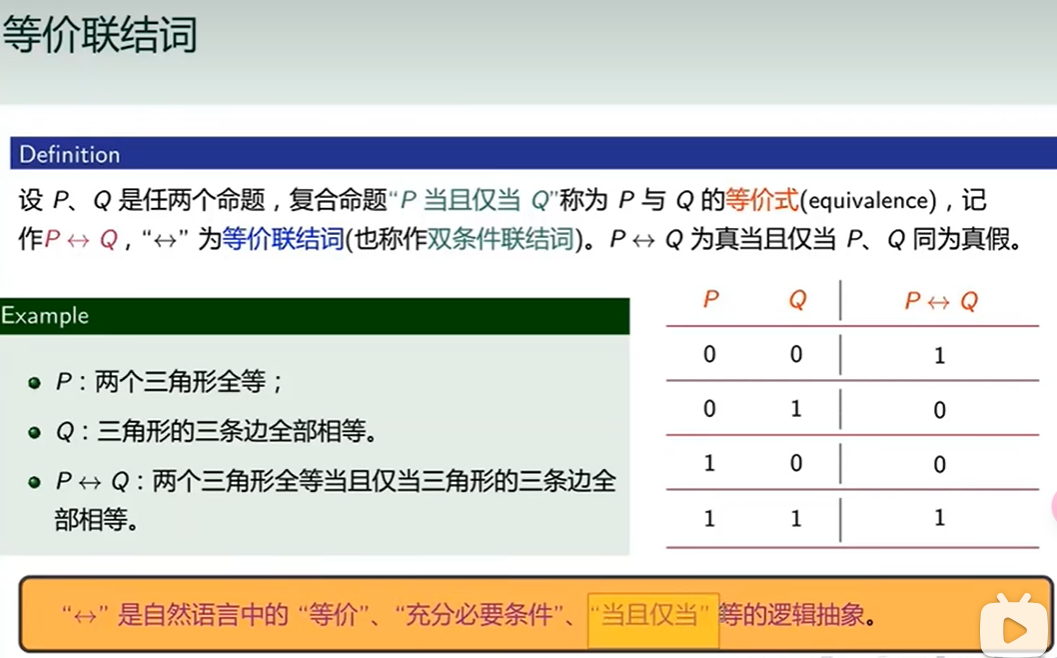 等价联结词
Definition
设 P、Q 是任两个命题，复合命题“P 当且仅当 Q”称为 P 与 Q 的等价式(equivalence)，记
作P ↔ Q，“↔” 为等价联结词(也称作双条件联结词)。P ↔ Q 为真当且仅当 P、Q 同为真假。
Example
P：两个三角形全等；
Q：三角形的三条边全部相等。
P ↔ Q：两个三角形全等当且仅当三角形的三条边全
部相等。
P Q P ↔ Q
0 0 1
0 1 0
1 0 0
1 1 1
“↔” 是自然语言中的 “等价”、“充分必要条件”、“当且仅当” 等的逻辑抽象。